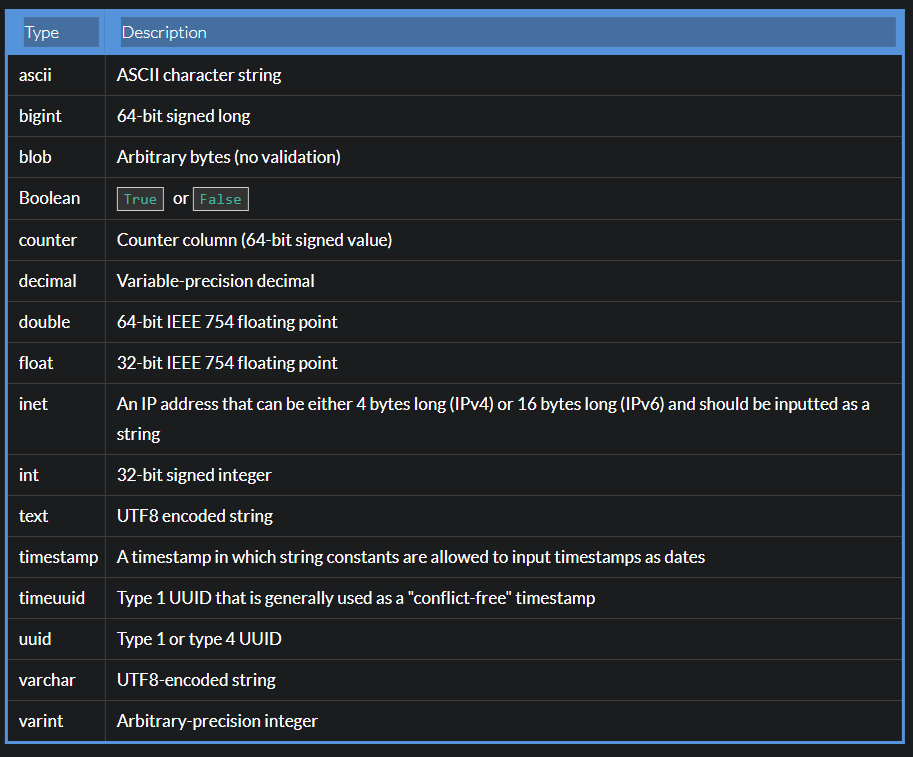 Type Description
ascii ASCII character string
bigint 64-bit signed long
blob Arbitrary bytes (no validation)
Boolean True or False
counter Counter column (64-bit signed value)
decimal Variable-precision decimal
double 64-bit IEEE 754 floating point
float 32-bit IEEE 754 floating point
inet An IP address that can be either 4 bytes long (IPv4) or 16 bytes long (IPv6) and should be inputted as a
string
int 32-bit signed integer
text UTF8 encoded string
timestamp A timestamp in which string constants are allowed to input timestamps as dates
timeuuid Type 1 UUID that is generally used as a "conflict-free" timestamp
uuid Type 1 or type 4 UUID
varchar UTF8-encoded string
varint Arbitrary-precision integer